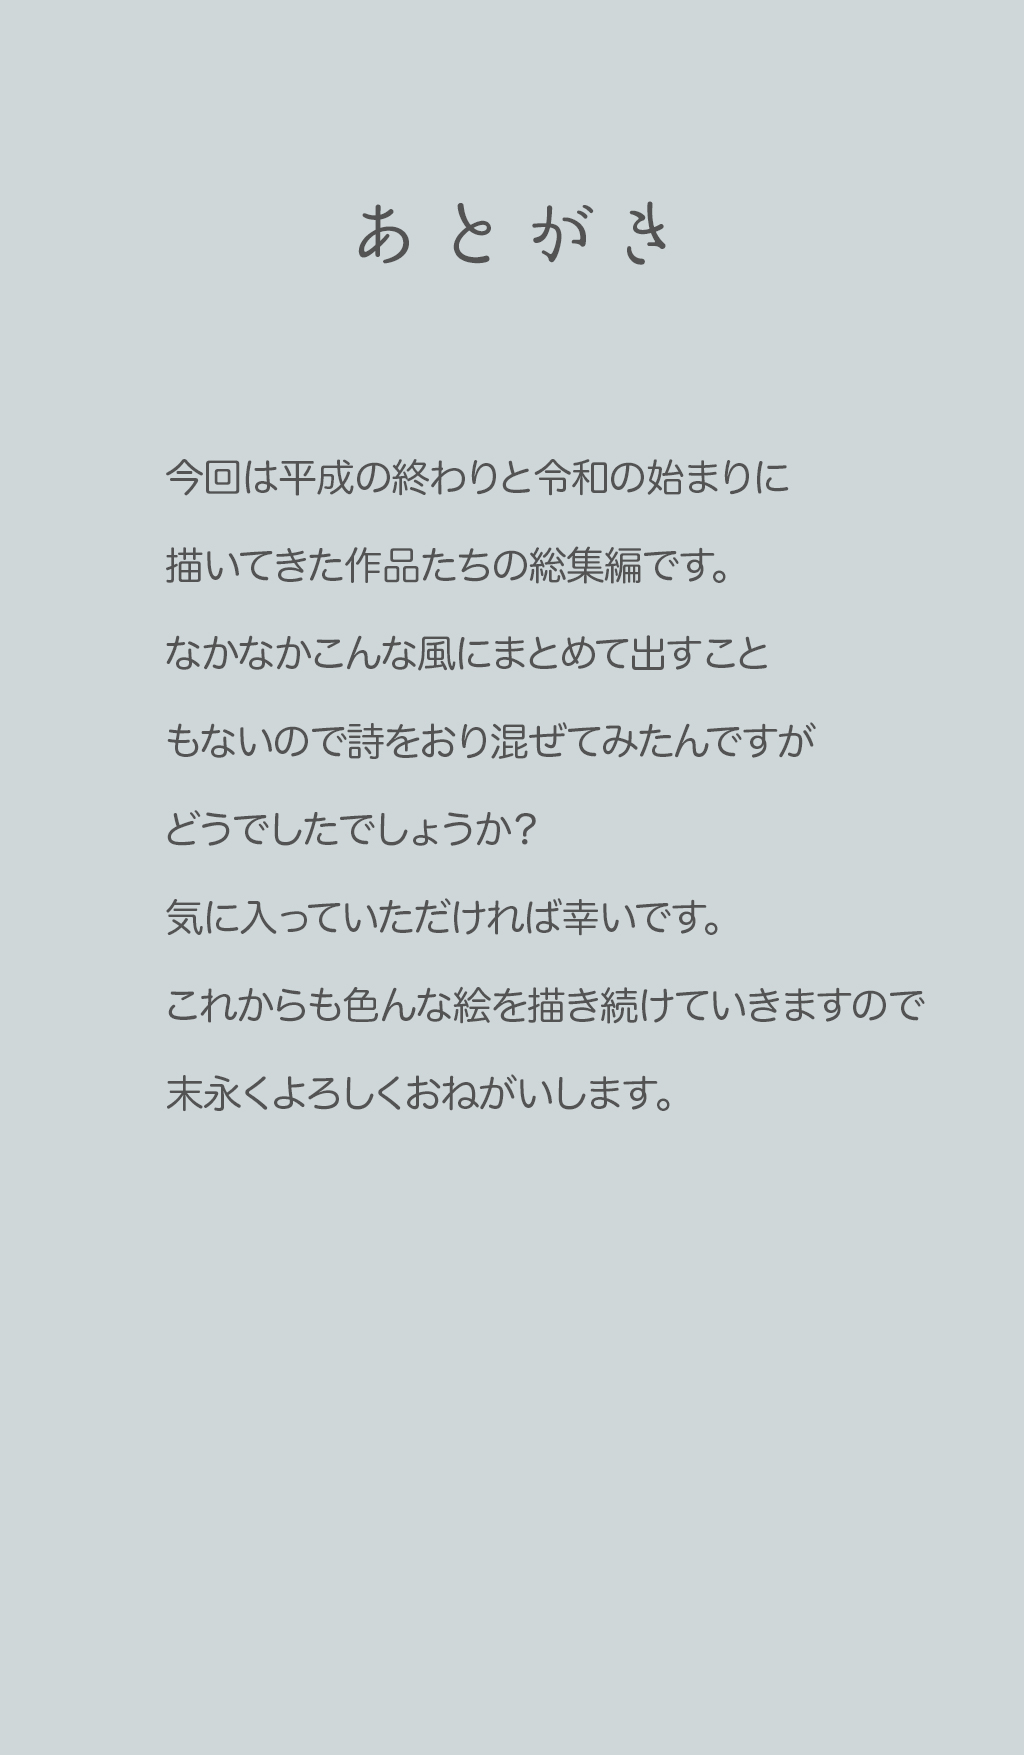 あとがき
今回は平成の終わりと令和の始まりに
描いてきた作品たちの総集編です。
なかなかこんな風にまとめて出すこと
もないので詩をおり混ぜてみたんですが
どうでしたでしょうか？
気に入っていただければ幸いです。
これからも色んな絵を描き続けていきますので
末永くよろしくおねがいします。